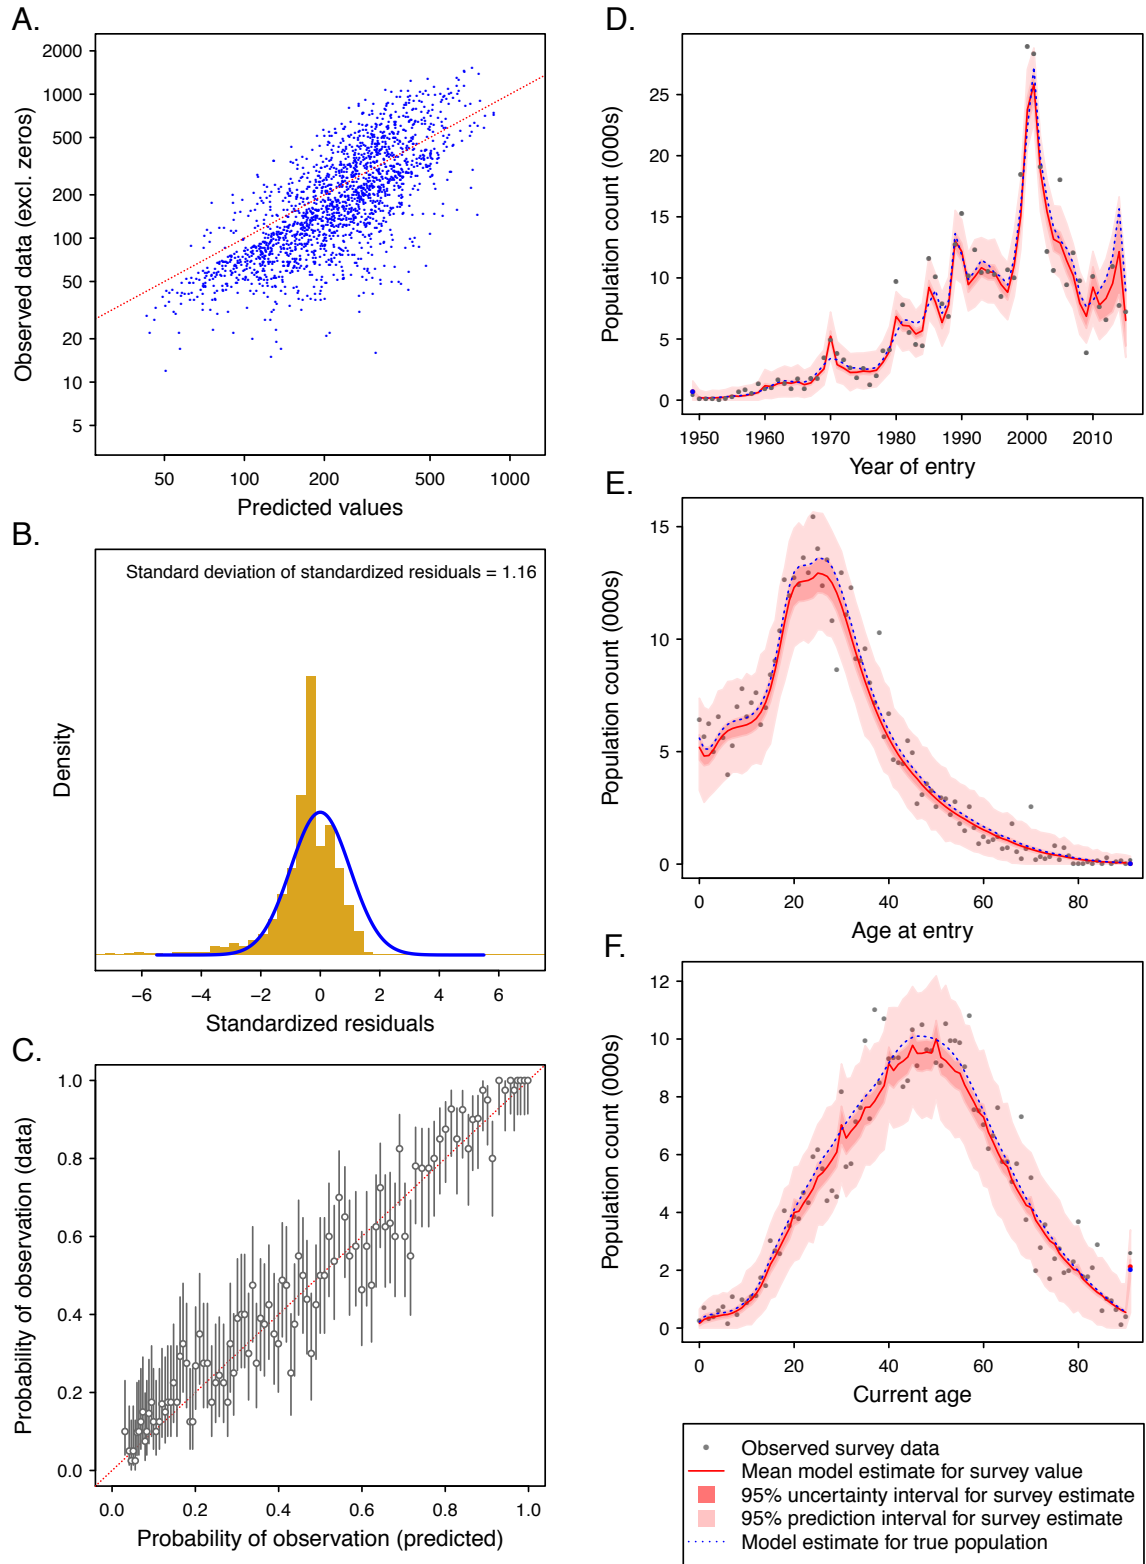 A.
2000
1000
500
200
100
50
20
10
5
Observed data (excl. zeros)
50 100 200 500 1000
Predicted values
B.
Standard deviation of standardized residuals = 1.16
Density
−6 −4 −2 0 2 4 6
Standardized residuals
C.
1.0
0.8
0.6
0.4
0.2
0.0
Probability of observation (data)
0.0 0.2 0.4 0.6 0.8 1.0
Probability of observation (predicted)
D.
25
20
15
10
5
0
Population count (000s)
1950 1960 1970 1980 1990 2000 2010
Year of entry
E.
15
10
5
0
Population count (000s)
0 20 40 60 80
Age at entry
F.
12
10
8
6
4
2
0
Population count (000s)
0 20 40 60 80
Current age
Observed survey data
Mean model estimate for survey value
95% uncertainty interval for survey estimate
95% prediction interval for survey estimate
Model estimate for true population